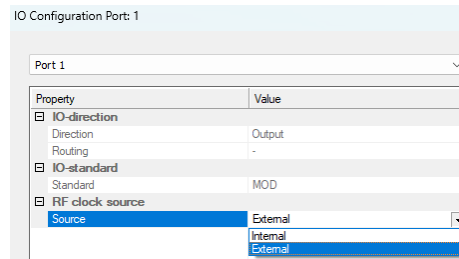 IO Configuration Port: 1
Port 1
Property Value
IO-direction
Direction Output
Routing -
IO-standard
Standard MOD
RF clock source
Source External
Internal
External